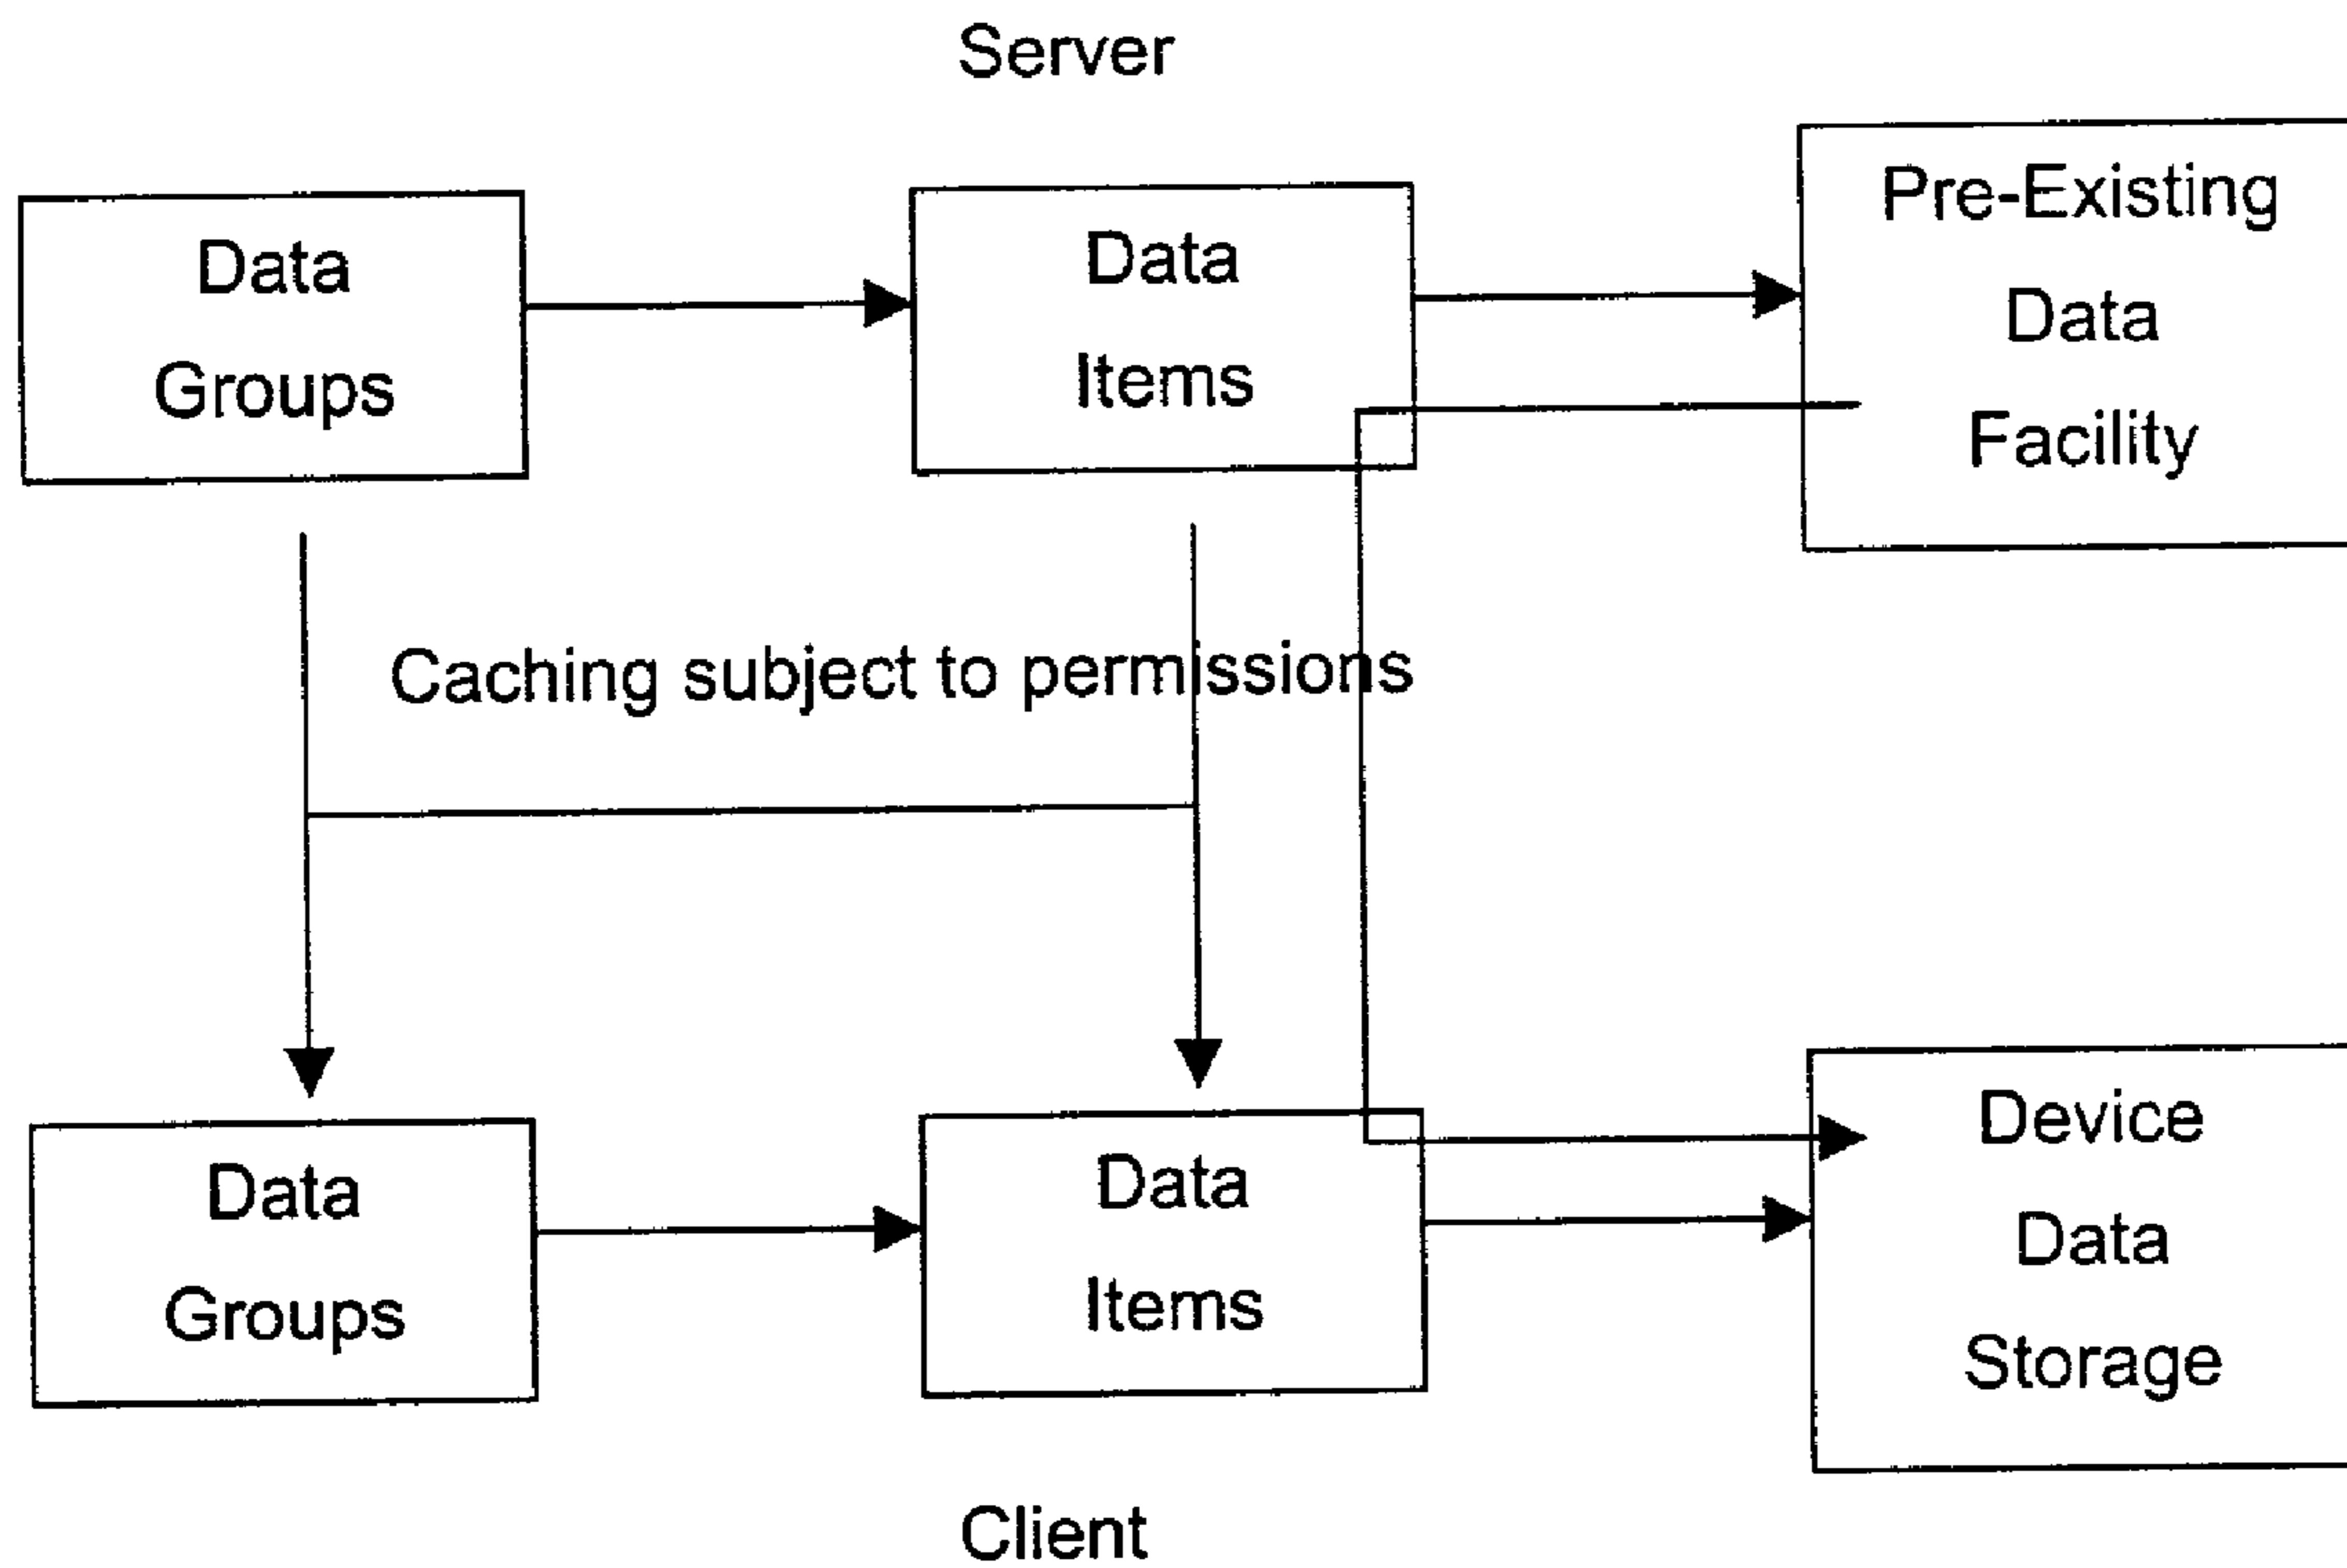 Server
Data
Groups
Data
Items
Pre-Existing
Data
Facility
Caching subject to permissions
Data
Groups
Data
Items
Device
Data
Storage
Client